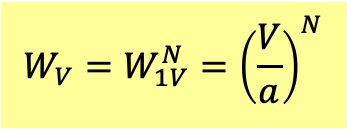 W_V = W_{1V}^N = (V/a)^N